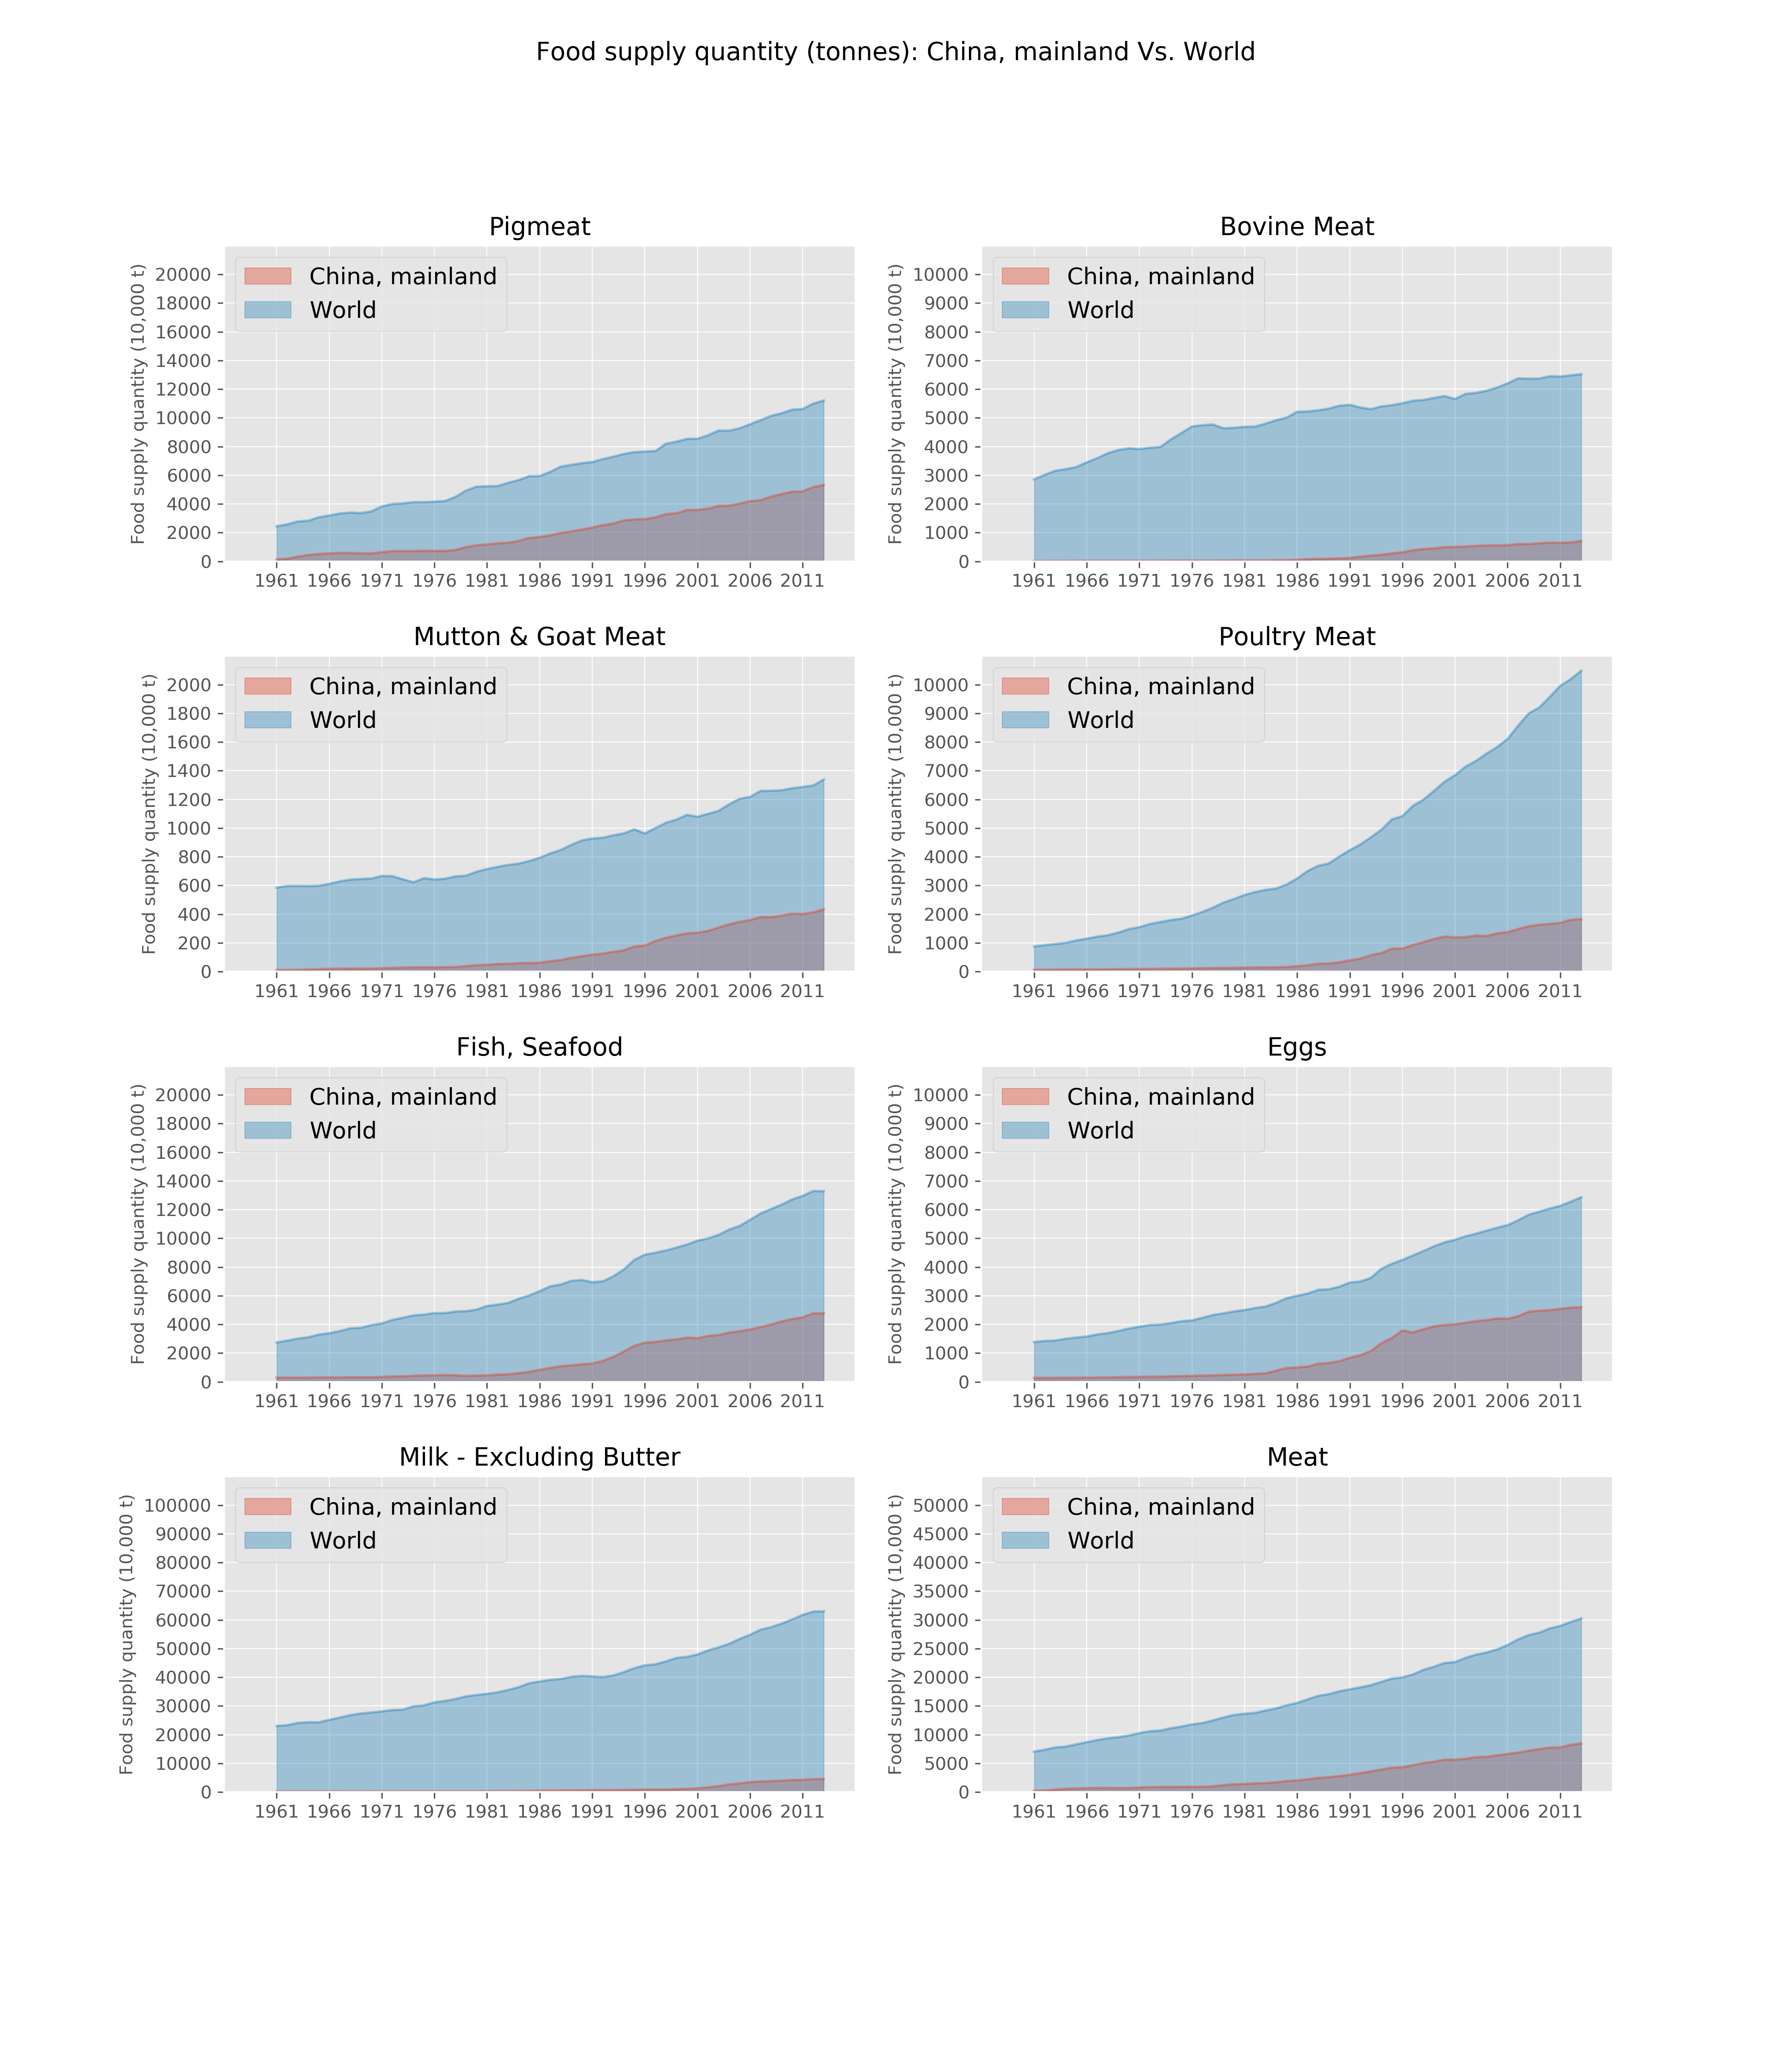 Food supply quantity (tonnes): China, mainland Vs. World
Pigmeat
Food supply quantity (10,000 t)
20000
18000
16000
14000
12000
10000
8000
6000
4000
2000
0
China, mainland
World
1961 1966 1971 1976 1981 1986 1991 1996 2001 2006 2011
Bovine Meat
Food supply quantity (10,000 t)
10000
9000
8000
7000
6000
5000
4000
3000
2000
1000
0
China, mainland
World
1961 1966 1971 1976 1981 1986 1991 1996 2001 2006 2011
Mutton & Goat Meat
Food supply quantity (10,000 t)
2000
1800
1600
1400
1200
1000
800
600
400
200
0
China, mainland
World
1961 1966 1971 1976 1981 1986 1991 1996 2001 2006 2011
Poultry Meat
Food supply quantity (10,000 t)
10000
9000
8000
7000
6000
5000
4000
3000
2000
1000
0
China, mainland
World
1961 1966 1971 1976 1981 1986 1991 1996 2001 2006 2011
Fish, Seafood
Food supply quantity (10,000 t)
20000
18000
16000
14000
12000
10000
8000
6000
4000
2000
0
China, mainland
World
1961 1966 1971 1976 1981 1986 1991 1996 2001 2006 2011
Eggs
Food supply quantity (10,000 t)
10000
9000
8000
7000
6000
5000
4000
3000
2000
1000
0
China, mainland
World
1961 1966 1971 1976 1981 1986 1991 1996 2001 2006 2011
Milk - Excluding Butter
Food supply quantity (10,000 t)
100000
90000
80000
70000
60000
50000
40000
30000
20000
10000
0
China, mainland
World
1961 1966 1971 1976 1981 1986 1991 1996 2001 2006 2011
Meat
Food supply quantity (10,000 t)
50000
45000
40000
35000
30000
25000
20000
15000
10000
5000
0
China, mainland
World
1961 1966 1971 1976 1981 1986 1991 1996 2001 2006 2011